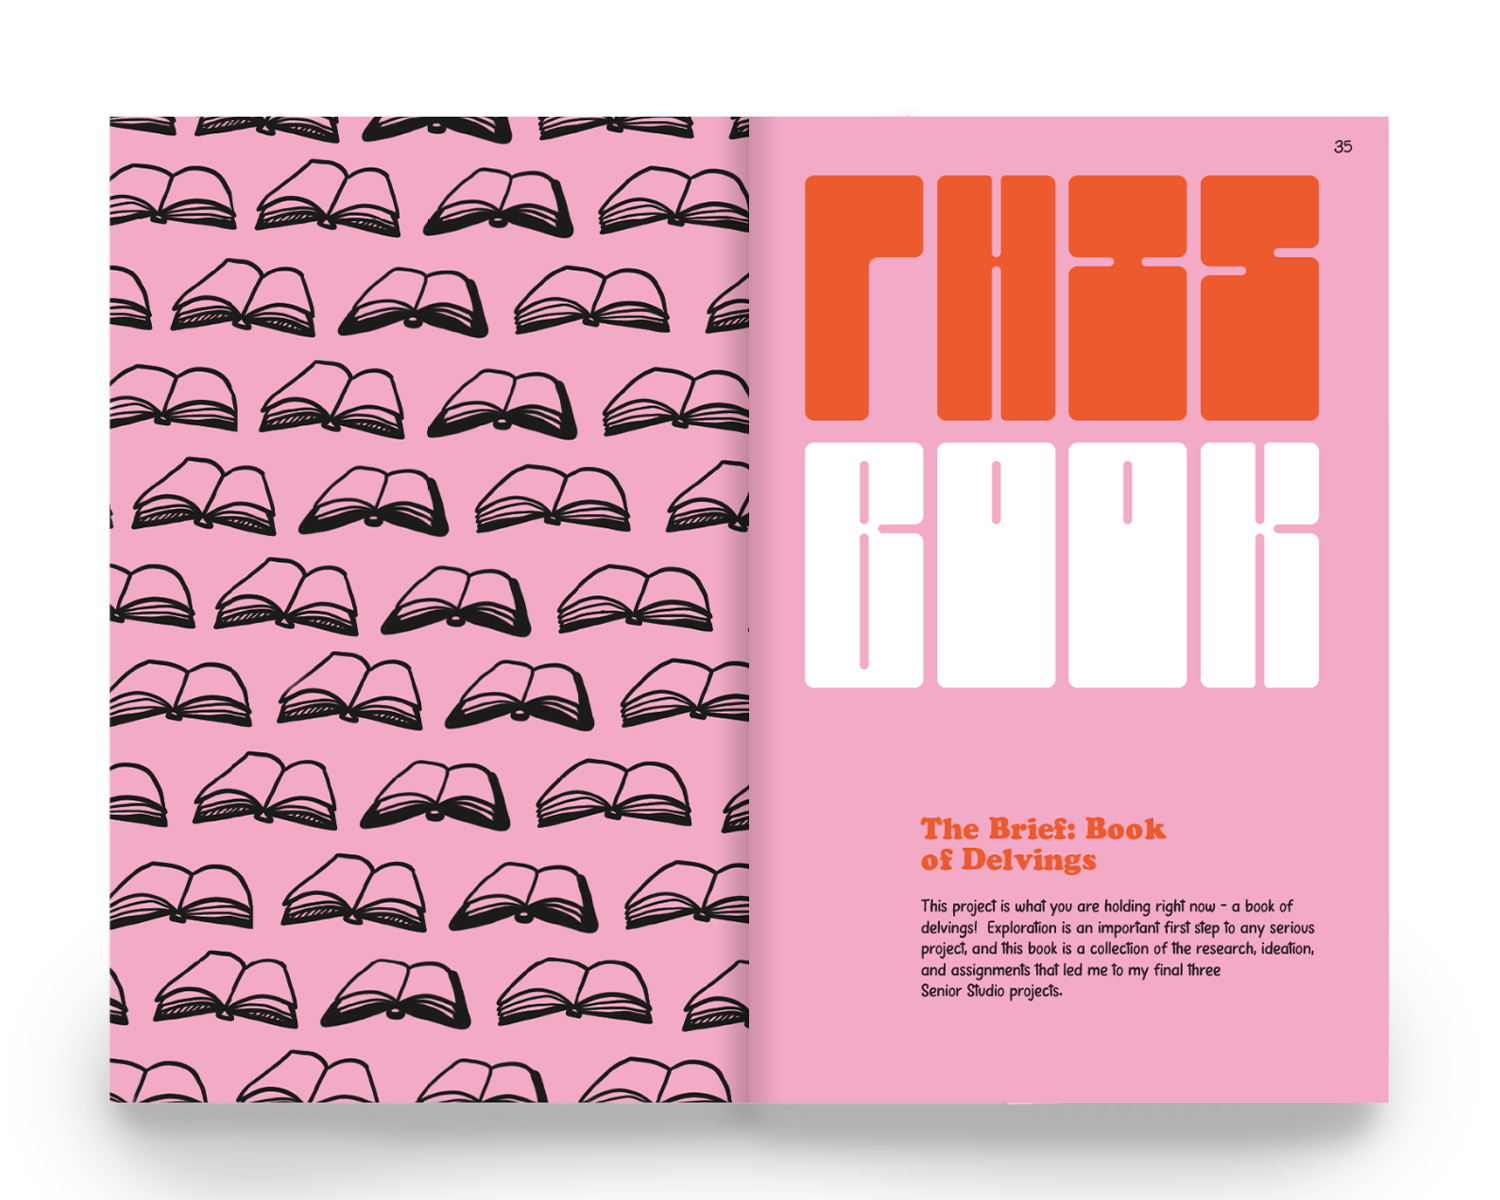 35
THIS
BOOK
The Brief: Book
of Delvings
This project is what you are holding right now - a book of
delvings! Exploration is an important first step to any serious
project, and this book is a collection of the research, ideation,
and assignments that led me to my final three
Senior Studio projects.